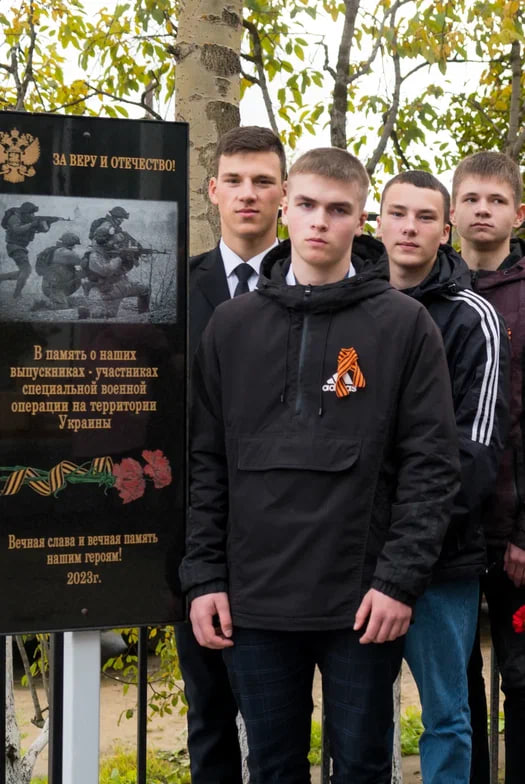 ЗА ВЕРУ И ОТЕЧЕСТВО!
В память о наших
выпускниках - участниках
специальной военной
операции на территории
Украины
Вечная слава и вечная память
нашим героям!
2023г.
adidas